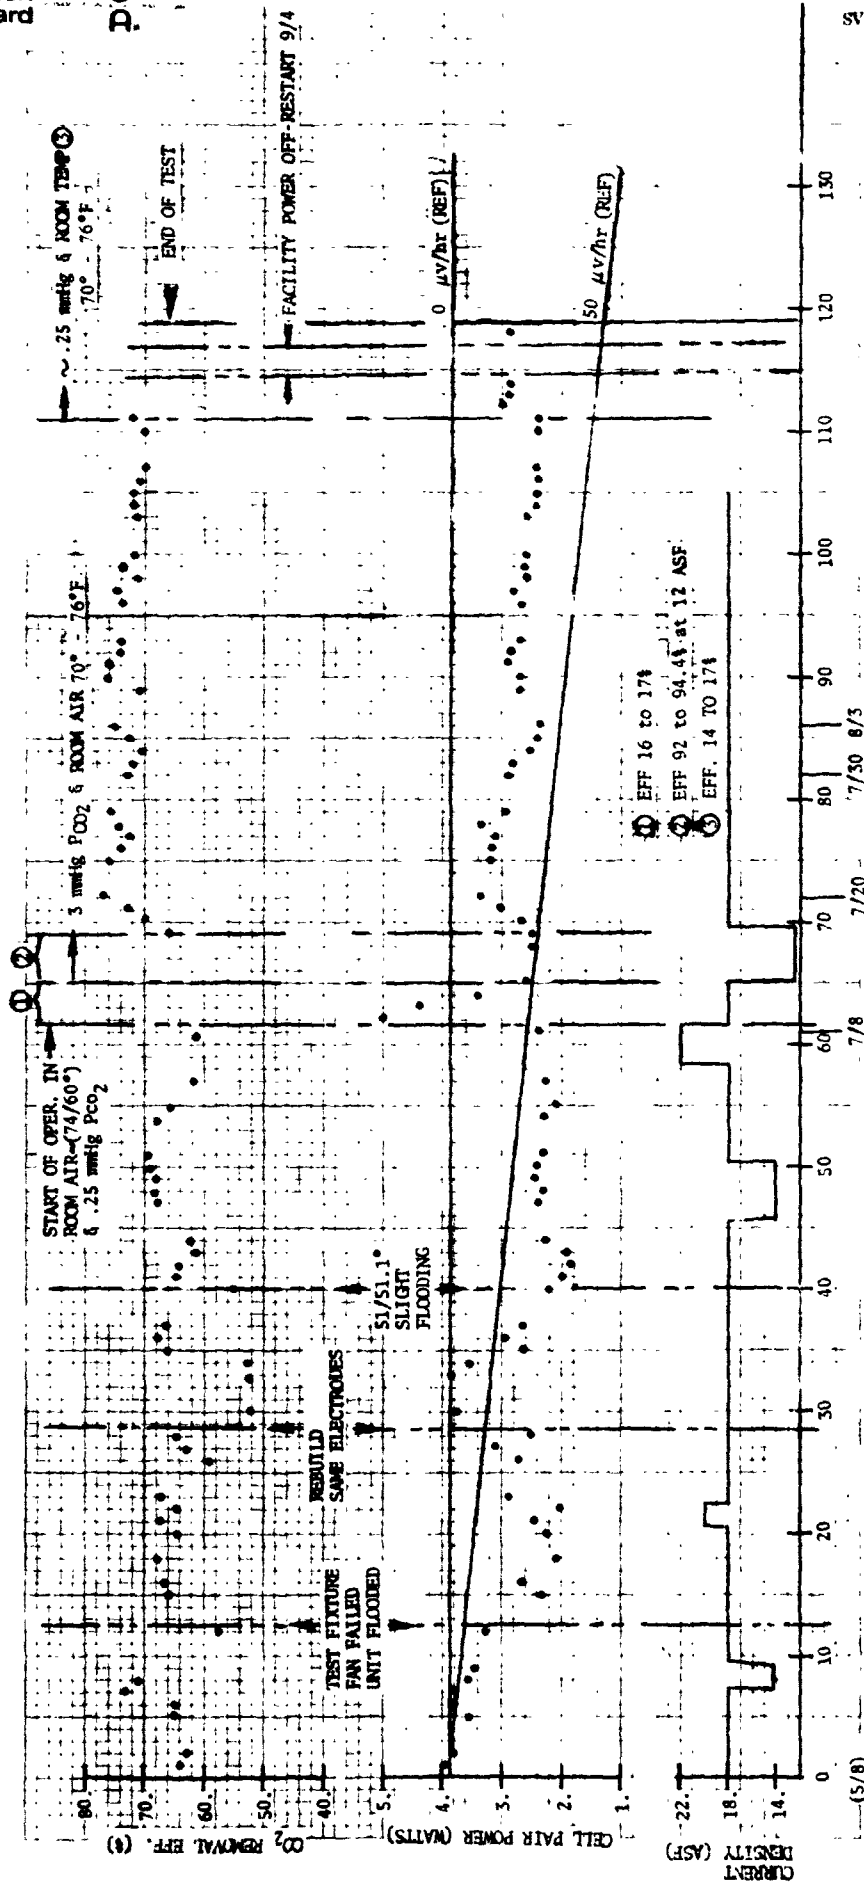 ard
D
SV
CO2 REMOVAL EFF. (%)
80.
70.
60
50
40
START OF OPER. IN
ROOM AIR~(74/60°)
& .25 mmHg PCO2
①
②
3 mmHg PCO2 & ROOM AIR 70° - 76°F
~.25 mmHg & ROOM TEMP③
70° - 76°F
END OF TEST
FACILITY POWER OFF-RESTART 9/4
TEST FIXTURE
FAN FAILED
UNIT FLOODED
REBUILD
SAME ELECTRODES
51/51.1°
SLIGHT
FLOODING
CELL PAIR POWER (WATTS)
5.
4.
3.
2.
1.
0 μv/hr (REF)
50 μv/hr (REF)
① EFF 16 to 17%
② EFF 92 to 94.4% at 12 ASF
③ EFF. 14 TO 17%
CURRENT
DENSITY (ASF)
22.
18.
14.
0 10 20 30 40 50 60 70 80 90 100 110 120 130
(5/8) 7/8 7/20 7/30 8/3